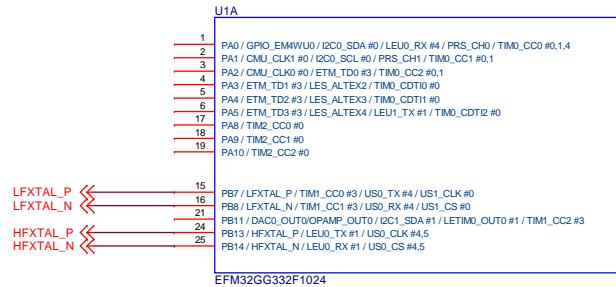 U1A
1 PA0 / GPIO_EM4WU0 / I2C0_SDA #0 / LEU0_RX #4 / PRS_CH0 / TIM0_CC0 #0,1,4
2 PA1 / CMU_CLK1 #0 / I2C0_SCL #0 / PRS_CH1 / TIM0_CC1 #0,1
3 PA2 / CMU_CLK0 #0 / ETM_TD0 #3 / TIM0_CC2 #0,1
4 PA3 / ETM_TD1 #3 / LES_ALTEX2 / TIM0_CDTI0 #0
5 PA4 / ETM_TD2 #3 / LES_ALTEX3 / TIM0_CDTI1 #0
6 PA5 / ETM_TD3 #3 / LES_ALTEX4 / LEU1_TX #1 / TIM0_CDTI2 #0
17 PA8 / TIM2_CC0 #0
18 PA9 / TIM2_CC1 #0
19 PA10 / TIM2_CC2 #0
LFXTAL_P 15 PB7 / LFXTAL_P / TIM1_CC0 #3 / US0_TX #4 / US1_CLK #0
LFXTAL_N 16 PB8 / LFXTAL_N / TIM1_CC1 #3 / US0_RX #4 / US1_CS #0
21 PB11 / DAC0_OUT0/OPAMP_OUT0 / I2C1_SDA #1 / LETIM0_OUT0 #1 / TIM1_CC2 #3
HFXTAL_P 24 PB13 / HFXTAL_P / LEU0_TX #1 / US0_CLK #4,5
HFXTAL_N 25 PB14 / HFXTAL_N / LEU0_RX #1 / US0_CS #4,5
EFM32GG332F1024